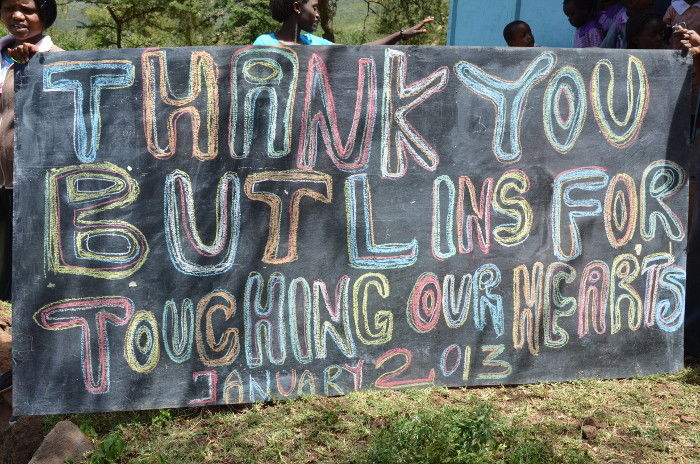 THANK YOU
BUTLINS FOR
TOUCHING OUR HEARTS
JANUARY 2013